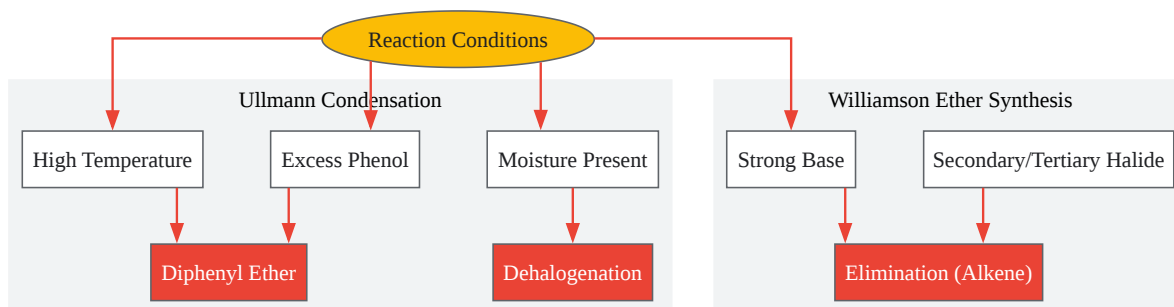 Reaction Conditions
Ullmann Condensation
Williamson Ether Synthesis
High Temperature
Excess Phenol
Moisture Present
Strong Base
Secondary/Tertiary Halide
Diphenyl Ether
Dehalogenation
Elimination (Alkene)